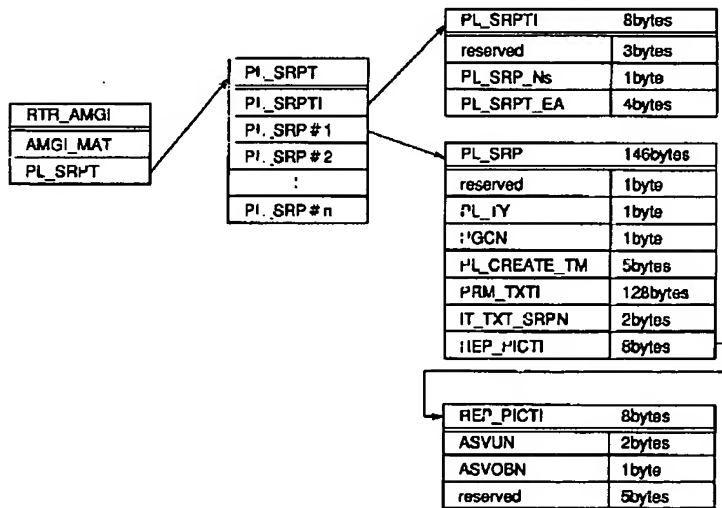 RTR_AMGI
AMGI_MAT
PL_SRPT
PL_SRPT
PL_SRPTI
PL_SRP#1
PL_SRP#2
:
PL_SRP#n
PL_SRPTI 8bytes
reserved 3bytes
PL_SRP_Ns 1byte
PL_SRPT_EA 4bytes
PL_SRP 146bytes
reserved 1byte
PL_TY 1byte
PGCN 1byte
PL_CREATE_TM 5bytes
PRM_TXTI 128bytes
IT_TXT_SRPN 2bytes
REP_PICTI 8bytes
REP_PICTI 8bytes
ASVUN 2bytes
ASVOBN 1byte
reserved 5bytes